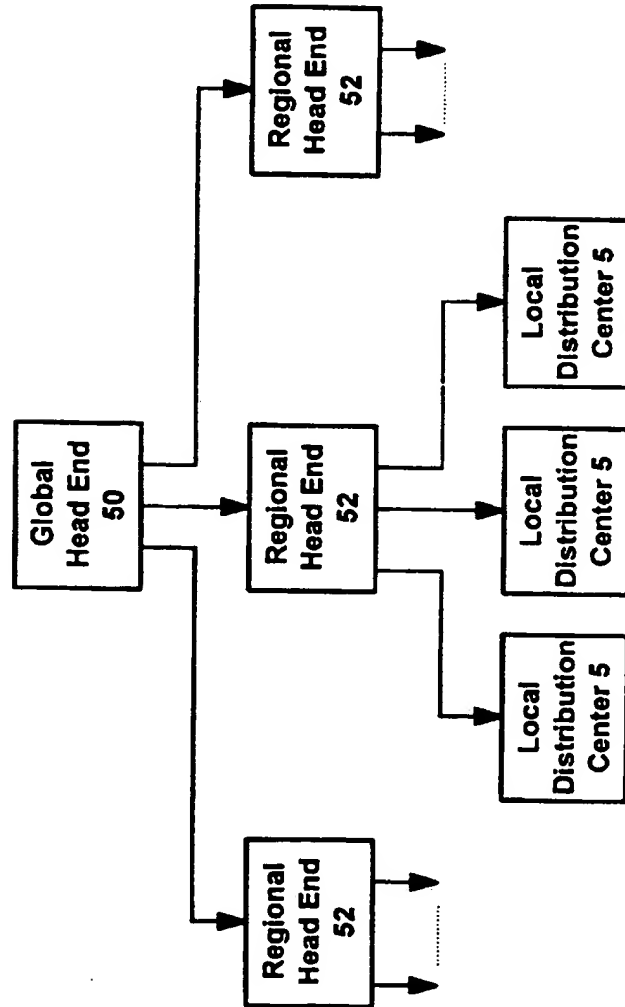 Global
Head End
50
Regional
Head End
52
Regional
Head End
52
Regional
Head End
52
Local
Distribution
Center 5
Local
Distribution
Center 5
Local
Distribution
Center 5